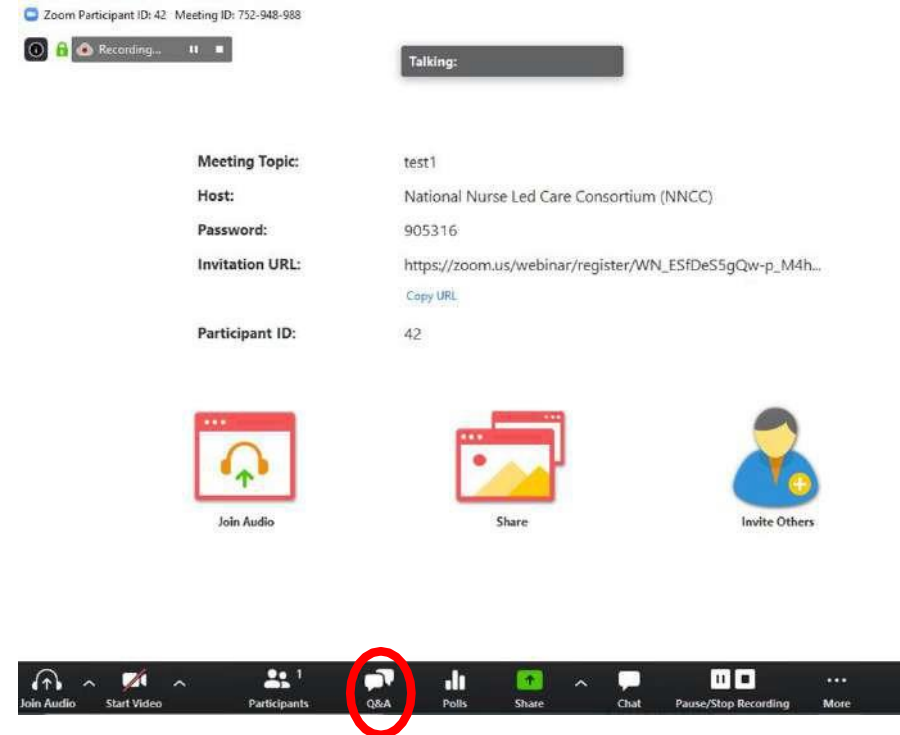 Zoom Participant ID: 42 Meeting ID: 752-948-988
Recording...
Talking:
Meeting Topic: test1
Host: National Nurse Led Care Consortium (NNCC)
Password: 905316
Invitation URL: https://zoom.us/webinar/register/WN_ESfDeS5gQw-p_M4h...
Copy URL
Participant ID: 42
Join Audio Share Invite Others
1
Join Audio Start Video Participants Q&A Polls Share Chat Pause/Stop Recording More